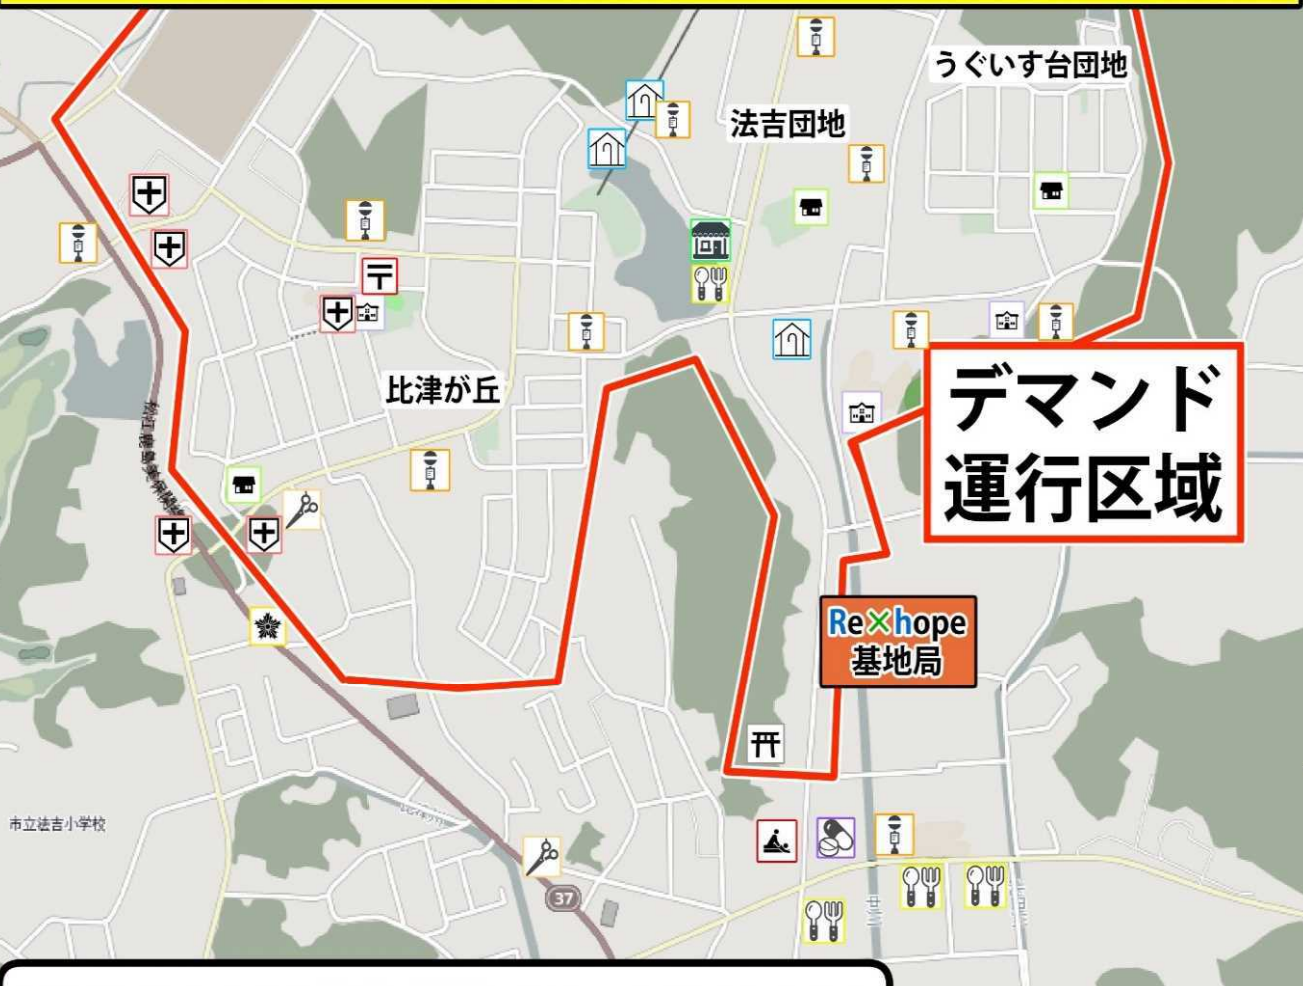 うぐいす台団地
法吉団地
〒
比津が丘
デマンド
運行区域
Re×hope
基地局
市立法吉小学校
37